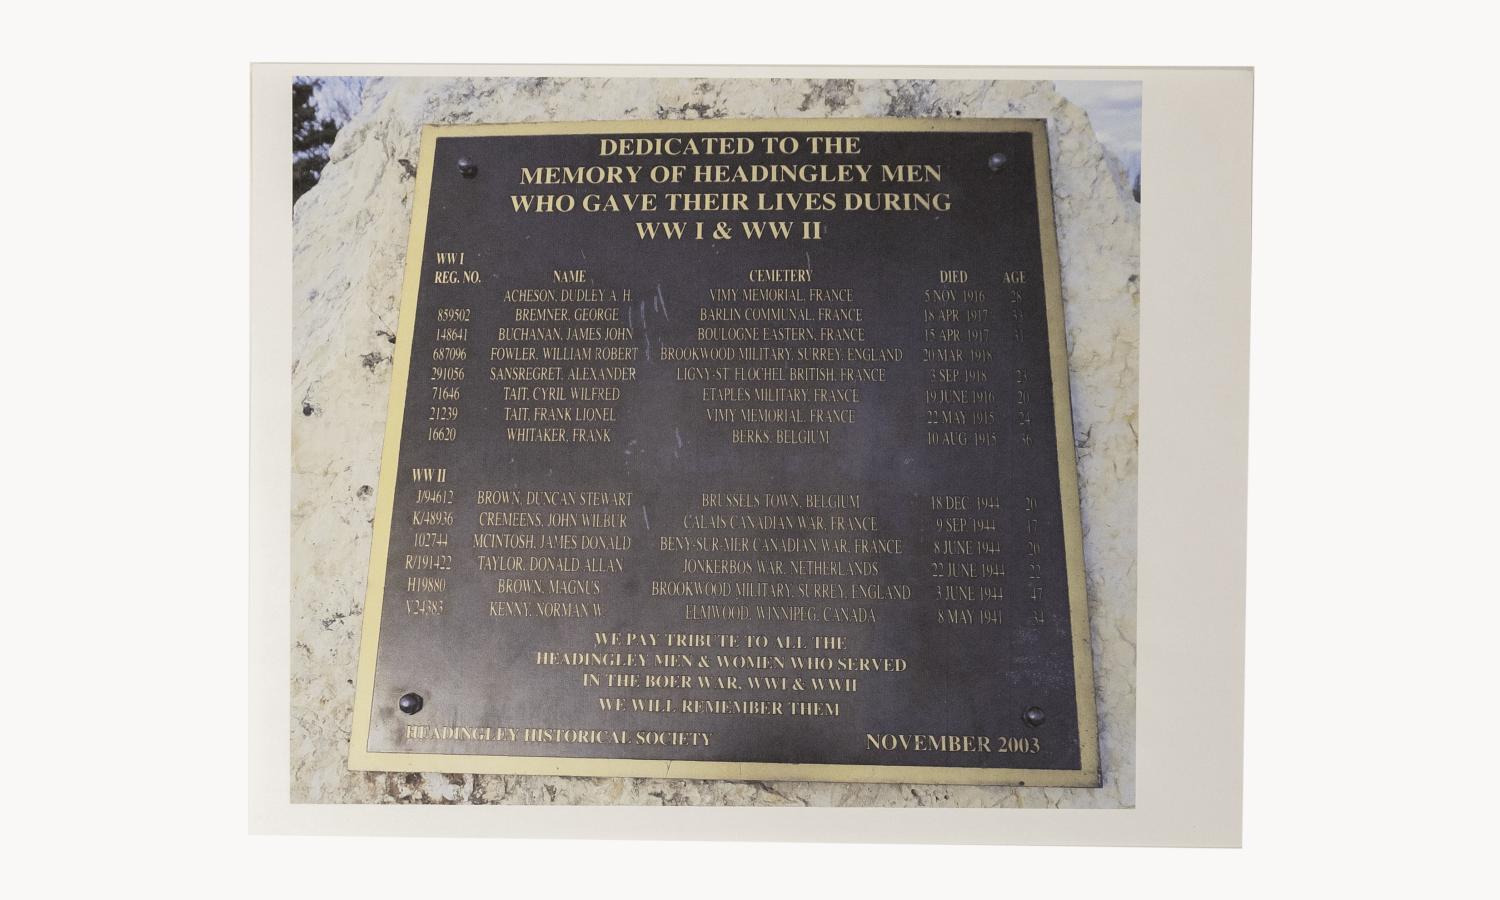 DEDICATED TO THE
MEMORY OF HEADINGLEY MEN
WHO GAVE THEIR LIVES DURING
WW I & WW II
WW I
REG. NO. NAME CEMETERY DIED AGE
ACHESON, DUDLEY A. H. VIMY MEMORIAL, FRANCE 5 NOV 1916 28
859502 BREMNER, GEORGE BARLIN COMMUNAL, FRANCE 18 APR 1917
148641 BUCHANAN, JAMES JOHN BOULOGNE EASTERN, FRANCE 15 APR 1917 31
687096 FOWLER, WILLIAM ROBERT BROOKWOOD MILITARY, SURREY, ENGLAND 20 MAR 1918
291056 SANSREGRET, ALEXANDER LIGNY-ST. FLOCHEL BRITISH, FRANCE 3 SEP 1918 23
71646 TAIT, CYRIL WILFRED ETAPLES MILITARY, FRANCE 19 JUNE 1916 20
21239 TAIT, FRANK LIONEL VIMY MEMORIAL, FRANCE 22 MAY 1915 24
16620 WHITAKER, FRANK BERKS, BELGIUM 10 AUG 1915 36
WW II
J/94612 BROWN, DUNCAN STEWART BRUSSELS TOWN, BELGIUM 18 DEC 1944 20
K/48936 CREMEENS, JOHN WILBUR CALAIS CANADIAN WAR, FRANCE 9 SEP 1944 17
102744 MCINTOSH, JAMES DONALD BENY-SUR-MER CANADIAN WAR, FRANCE 8 JUNE 1944 20
R/191422 TAYLOR, DONALD ALLAN JONKERBOS WAR, NETHERLANDS 22 JUNE 1944 22
H19880 BROWN, MAGNUS BROOKWOOD MILITARY, SURREY, ENGLAND 3 JUNE 1944 47
V24383 KENNY, NORMAN W. ELMWOOD, WINNIPEG, CANADA 8 MAY 1941 34
WE PAY TRIBUTE TO ALL THE
HEADINGLEY MEN & WOMEN WHO SERVED
IN THE BOER WAR, WWI & WWII
WE WILL REMEMBER THEM
HEADINGLEY HISTORICAL SOCIETY NOVEMBER 2003